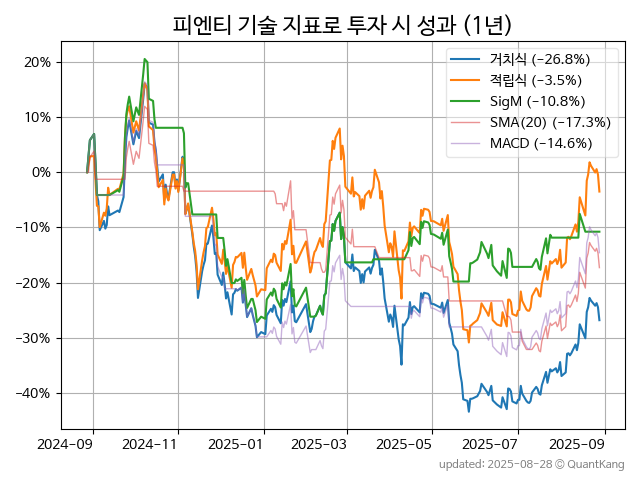 피엔티 기술 지표로 투자 시 성과 (1년)
거치식 (−26.8%)
적립식 (−3.5%)
SigM (−10.8%)
SMA(20) (−17.3%)
MACD (−14.6%)
20%
10%
0%
−10%
−20%
−30%
−40%
2024-09 2024-11 2025-01 2025-03 2025-05 2025-07 2025-09
updated: 2025-08-28 © QuantKang